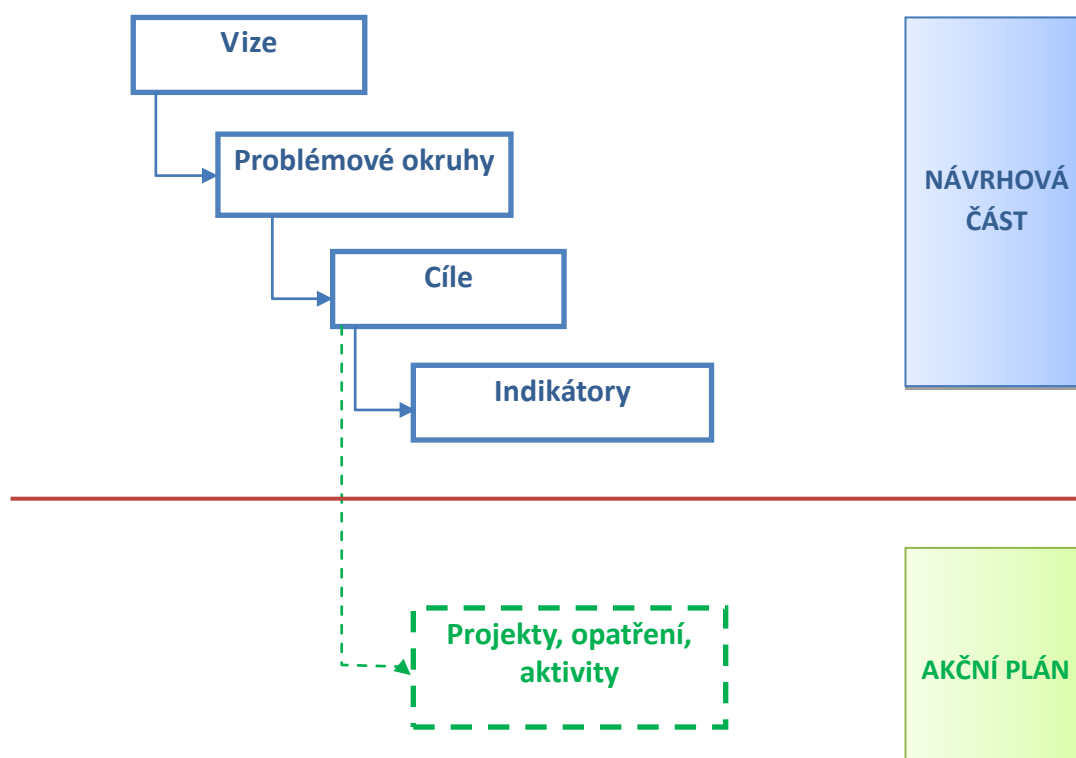 Vize
Problémové okruhy
Cíle
Indikátory
NÁVRHOVÁ
ČÁST
Projekty, opatření,
aktivity
AKČNÍ PLÁN